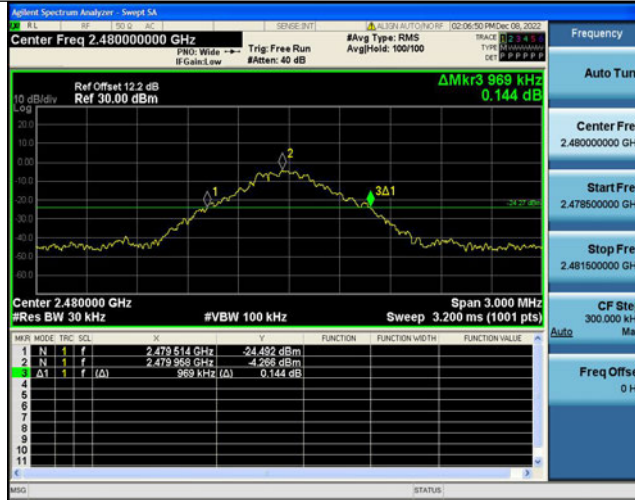 Agilent Spectrum Analyzer - Swept SA
RL RF 50 Ω AC SENSE:INT ALIGN AUTO/NO RF 02:06:50 PM Dec 08, 2022
Center Freq 2.480000000 GHz
PNO: Wide
IFGain:Low
Trig: Free Run
#Atten: 40 dB
#Avg Type: RMS
Avg|Hold: 100/100
TRACE 1 2 3 4 5 6
TYPE M
DET P P P P P P
Ref Offset 12.2 dB
10 dB/div Ref 30.00 dBm
Log
ΔMkr3 969 kHz
0.144 dB
20.0
10.0
0.00
-10.0
-20.0
-30.0
-40.0
-50.0
-60.0
1
2
3Δ1
-24.27 dBm
Center 2.480000 GHz Span 3.000 MHz
#Res BW 30 kHz #VBW 100 kHz Sweep 3.200 ms (1001 pts)
MKR MODE TRC SCL X Y FUNCTION FUNCTION WIDTH FUNCTION VALUE
1 N 1 f 2.479 514 GHz -24.492 dBm
2 N 1 f 2.479 958 GHz -4.266 dBm
3 Δ1 1 f (Δ) 969 kHz (Δ) 0.144 dB
4
5
6
7
8
9
10
11
MSG STATUS
Frequency
Auto Tun
Center Fre
2.480000000 GH
Start Fre
2.478500000 GH
Stop Fre
2.481500000 GH
CF Ste
300.000 kH
Auto Ma
Freq Offse
0 H